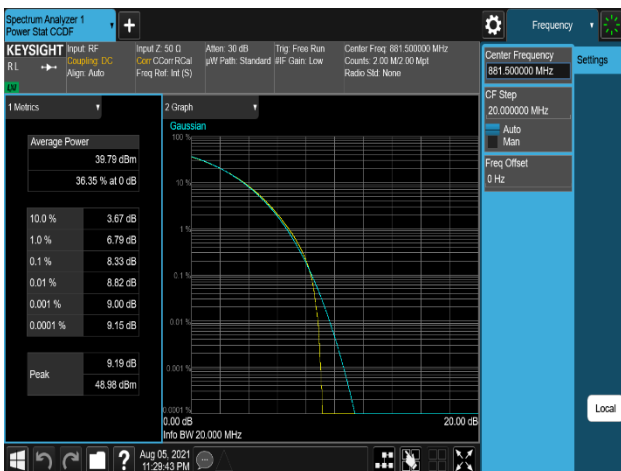 Spectrum Analyzer 1
Power Stat CCDF
Frequency
KEYSIGHT
RL
Input: RF
Coupling: DC
Align: Auto
Input Z: 50 Ω
Corr CCorr RCal
Freq Ref: Int (S)
Atten: 30 dB
µW Path: Standard
Trig: Free Run
#IF Gain: Low
Center Freq: 881.500000 MHz
Counts: 2.00 M/2.00 Mpt
Radio Std: None
Center Frequency
881.500000 MHz
Settings
CF Step
20.000000 MHz
Auto
Man
Freq Offset
0 Hz
Local
1 Metrics
Average Power
39.79 dBm
36.35 % at 0 dB
10.0 % 3.67 dB
1.0 % 6.79 dB
0.1 % 8.33 dB
0.01 % 8.82 dB
0.001 % 9.00 dB
0.0001 % 9.15 dB
Peak
9.19 dB
48.98 dBm
2 Graph
Gaussian
100 %
10 %
1 %
0.1 %
0.01 %
0.001 %
0.0001 %
0.00 dB
20.00 dB
Info BW 20.000 MHz
?
Aug 05, 2021
11:29:43 PM